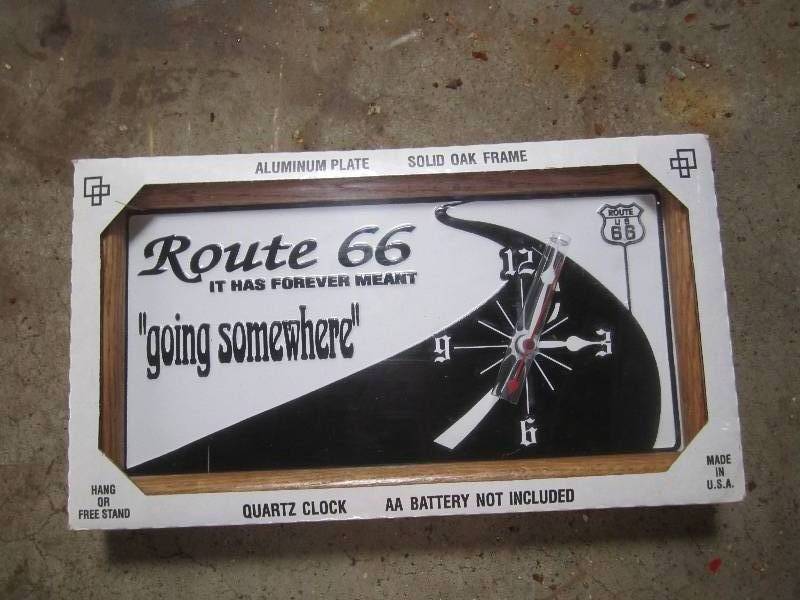 ALUMINUM PLATE SOLID OAK FRAME
Route 66
IT HAS FOREVER MEANT
"going somewhere"
ROUTE
US
66
12
9 3
6
HANG
OR
FREE STAND
QUARTZ CLOCK AA BATTERY NOT INCLUDED
MADE
IN
U.S.A.